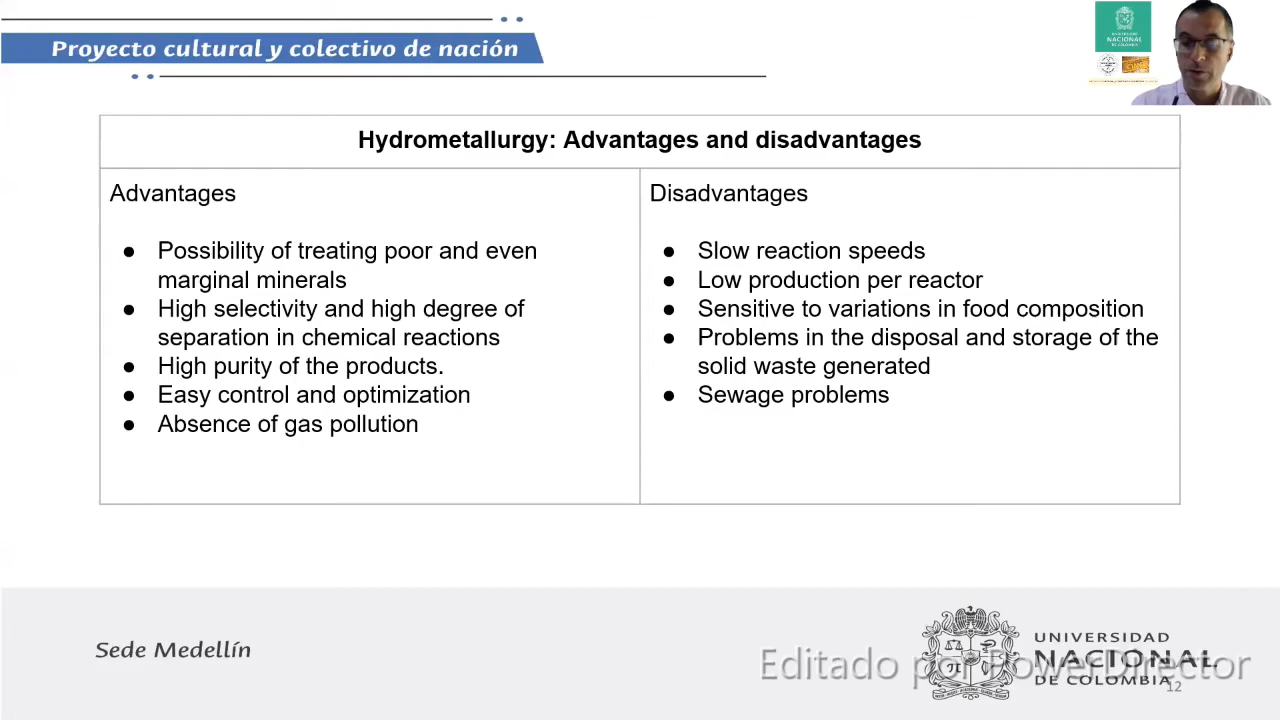 Proyecto cultural y colectivo de nación
UNIVERSIDAD
NACIONAL
DE COLOMBIA
Hydrometallurgy: Advantages and disadvantages
Advantages
● Possibility of treating poor and even
marginal minerals
● High selectivity and high degree of
separation in chemical reactions
● High purity of the products.
● Easy control and optimization
● Absence of gas pollution
Disadvantages
● Slow reaction speeds
● Low production per reactor
● Sensitive to variations in food composition
● Problems in the disposal and storage of the
solid waste generated
● Sewage problems
Sede Medellín
UNIVERSIDAD
NACIONAL
DE COLOMBIA
Editado por PowerDirector
12